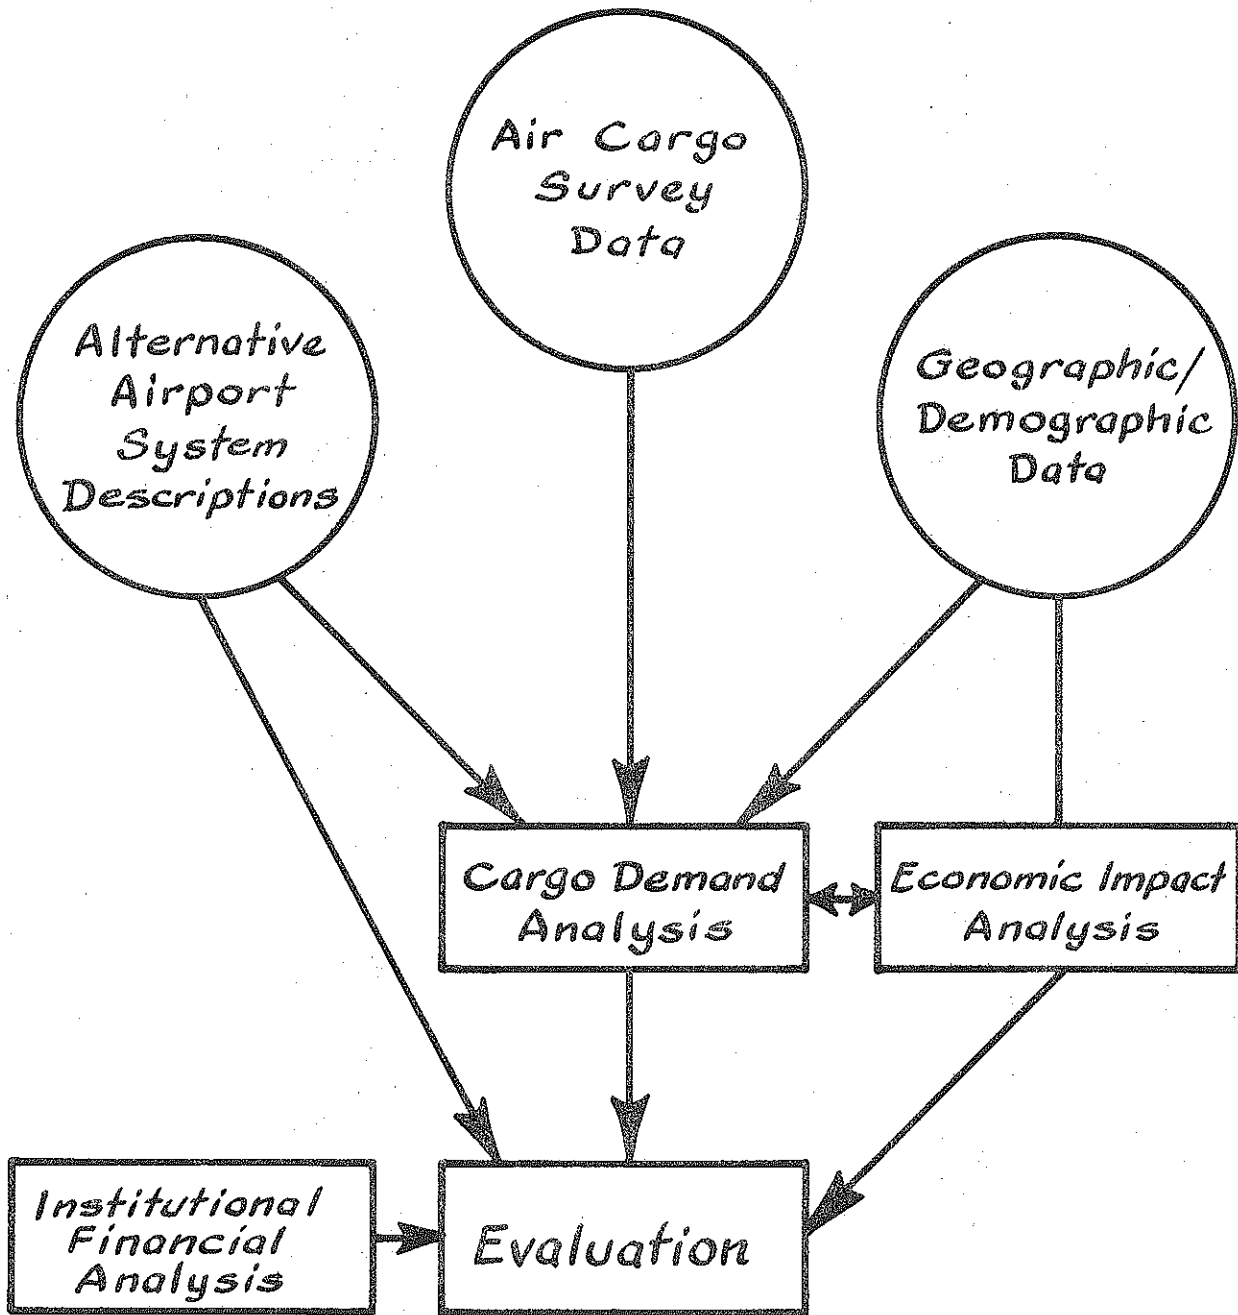 Air Cargo
Survey
Data
Alternative
Airport
System
Descriptions
Geographic/
Demographic
Data
Cargo Demand
Analysis
Economic Impact
Analysis
Institutional
Financial
Analysis
Evaluation